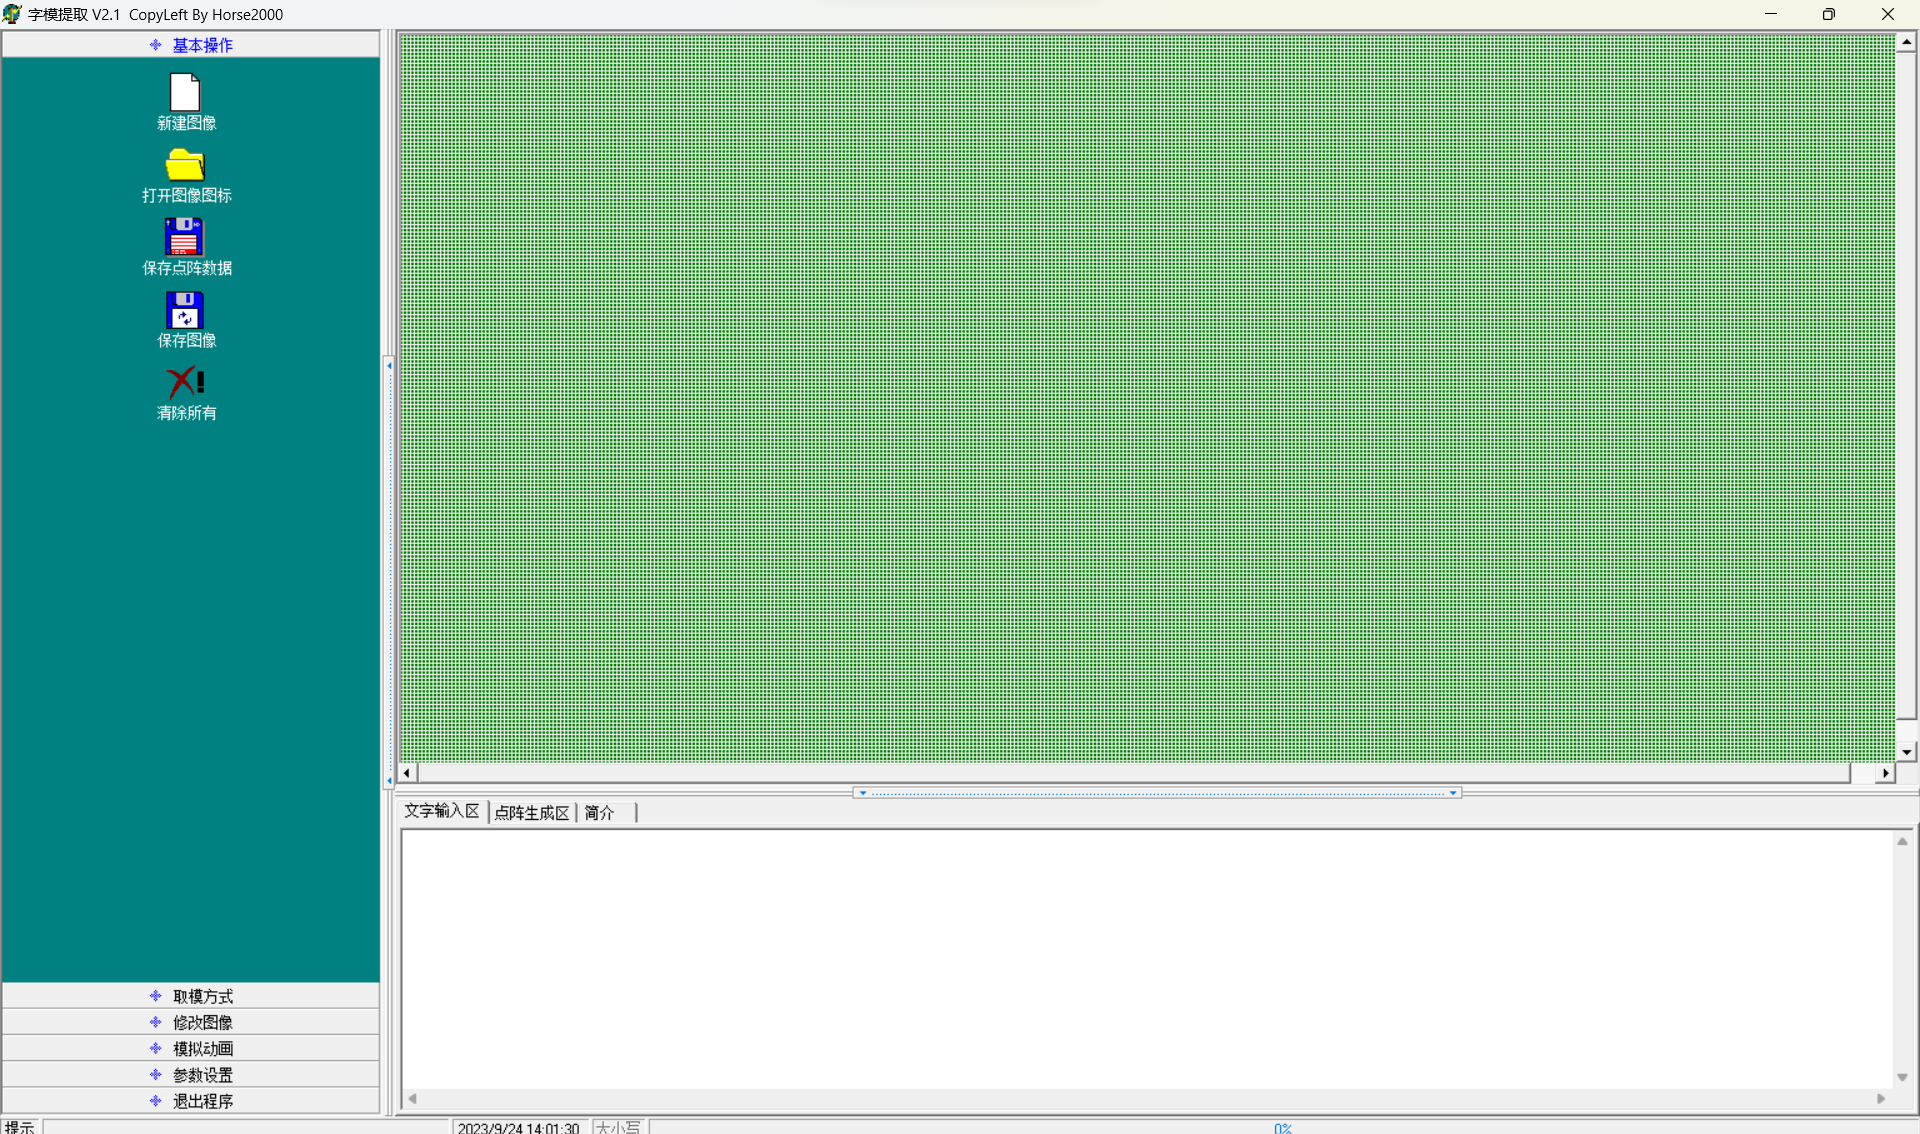 字模提取 V2.1  CopyLeft By Horse2000
基本操作
新建图像
打开图像图标
保存点阵数据
保存图像
清除所有
取模方式
修改图像
模拟动画
参数设置
退出程序
文字输入区 点阵生成区 简介
提示 2023/9/24 14:01:30 大小写 0%